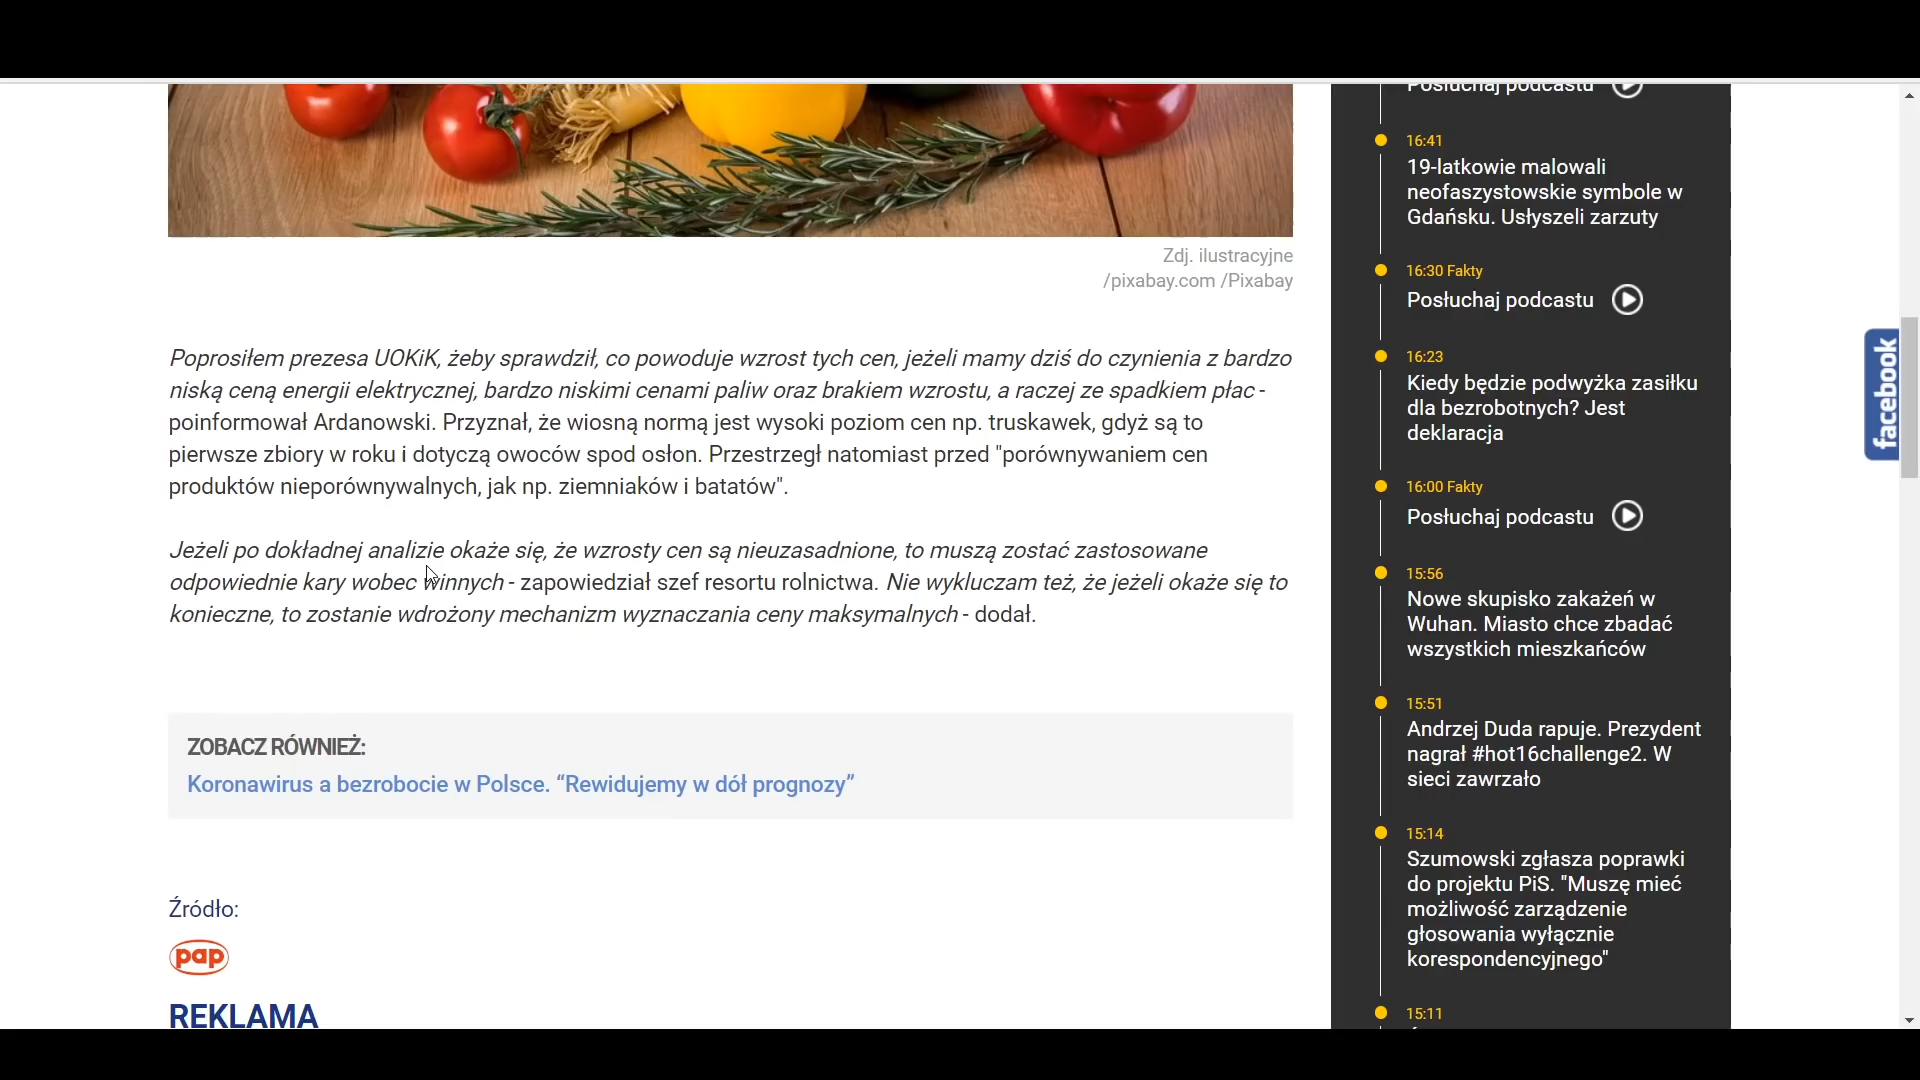 Zdj. ilustracyjne
/pixabay.com /Pixabay
Poprosiłem prezesa UOKiK, żeby sprawdził, co powoduje wzrost tych cen, jeżeli mamy dziś do czynienia z bardzo
niską ceną energii elektrycznej, bardzo niskimi cenami paliw oraz brakiem wzrostu, a raczej ze spadkiem płac -
poinformował Ardanowski. Przyznał, że wiosną normą jest wysoki poziom cen np. truskawek, gdyż są to
pierwsze zbiory w roku i dotyczą owoców spod osłon. Przestrzegł natomiast przed "porównywaniem cen
produktów nieporównywalnych, jak np. ziemniaków i batatów".
Jeżeli po dokładnej analizie okaże się, że wzrosty cen są nieuzasadnione, to muszą zostać zastosowane
odpowiednie kary wobec winnych - zapowiedział szef resortu rolnictwa. Nie wykluczam też, że jeżeli okaże się to
konieczne, to zostanie wdrożony mechanizm wyznaczania ceny maksymalnych - dodał.
ZOBACZ RÓWNIEŻ:
Koronawirus a bezrobocie w Polsce. “Rewidujemy w dół prognozy”
Źródło:
pap
REKLAMA
Posłuchaj podcastu
16:41
19-latkowie malowali
neofaszystowskie symbole w
Gdańsku. Usłyszeli zarzuty
16:30 Fakty
Posłuchaj podcastu
16:23
Kiedy będzie podwyżka zasiłku
dla bezrobotnych? Jest
deklaracja
16:00 Fakty
Posłuchaj podcastu
15:56
Nowe skupisko zakażeń w
Wuhan. Miasto chce zbadać
wszystkich mieszkańców
15:51
Andrzej Duda rapuje. Prezydent
nagrał #hot16challenge2. W
sieci zawrzało
15:14
Szumowski zgłasza poprawki
do projektu PiS. "Muszę mieć
możliwość zarządzenie
głosowania wyłącznie
korespondencyjnego"
15:11
facebook